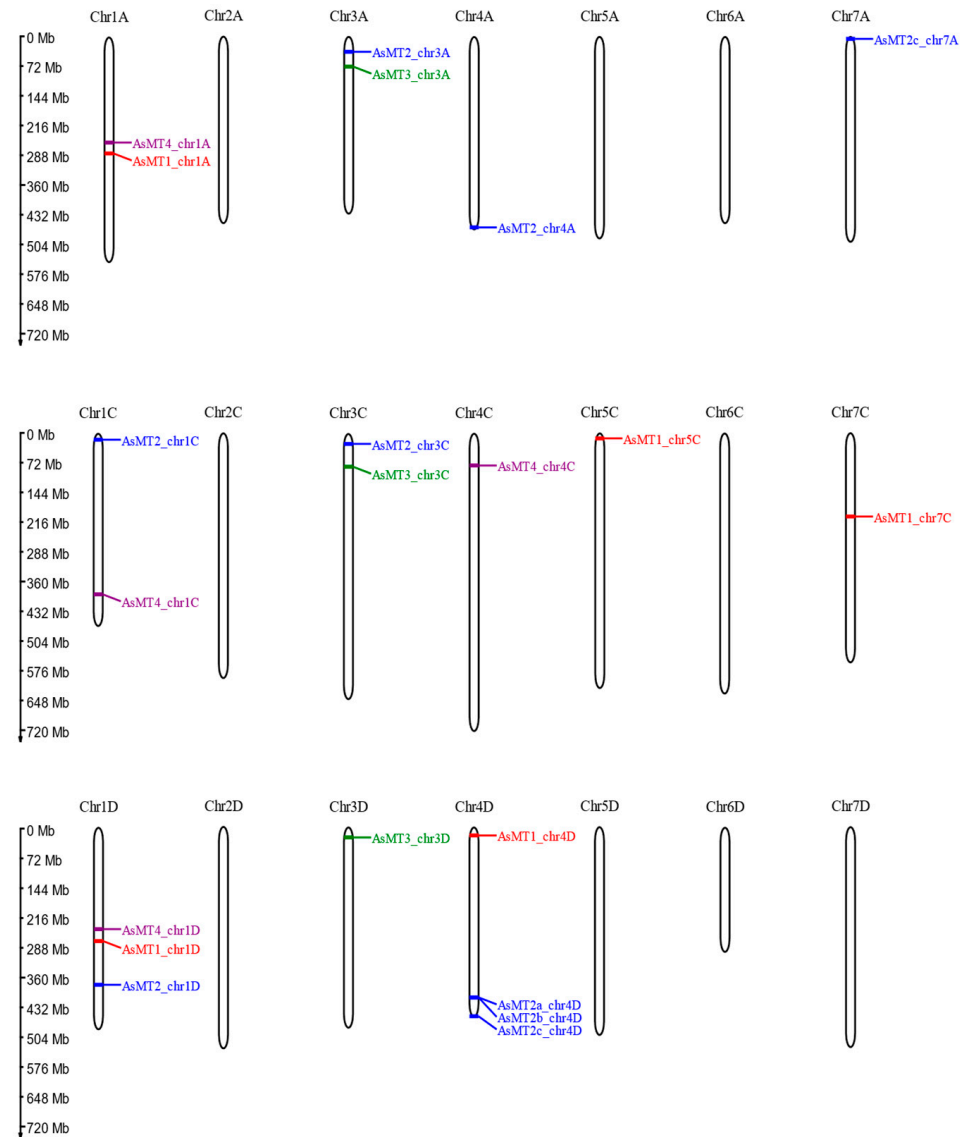 Chr1A Chr2A Chr3A Chr4A Chr5A Chr6A Chr7A
0 Mb
AsMT2c_chr7A
AsMT2_chr3A
72 Mb
AsMT3_chr3A
144 Mb
216 Mb
AsMT4_chr1A
288 Mb
AsMT1_chr1A
360 Mb
432 Mb
AsMT2_chr4A
504 Mb
576 Mb
648 Mb
720 Mb
Chr1C Chr2C Chr3C Chr4C Chr5C Chr6C Chr7C
0 Mb
AsMT2_chr1C
AsMT2_chr3C
AsMT1_chr5C
72 Mb
AsMT4_chr4C
AsMT3_chr3C
144 Mb
216 Mb
AsMT1_chr7C
288 Mb
360 Mb
AsMT4_chr1C
432 Mb
504 Mb
576 Mb
648 Mb
720 Mb
Chr1D Chr2D Chr3D Chr4D Chr5D Chr6D Chr7D
0 Mb
AsMT3_chr3D
AsMT1_chr4D
72 Mb
144 Mb
216 Mb
AsMT4_chr1D
288 Mb
AsMT1_chr1D
360 Mb
AsMT2_chr1D
432 Mb
AsMT2a_chr4D
AsMT2b_chr4D
AsMT2c_chr4D
504 Mb
576 Mb
648 Mb
720 Mb